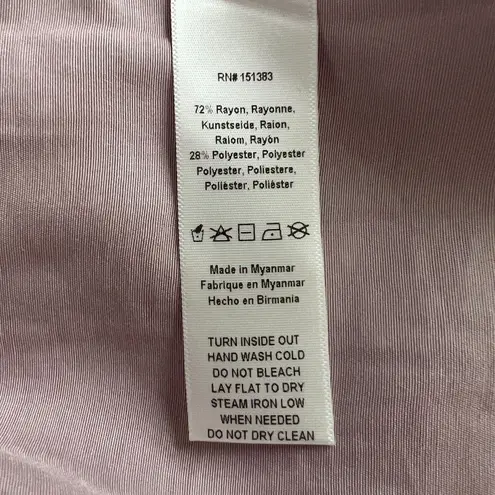 RN# 151383
72% Rayon, Rayonne,
Kunstseide, Raion,
Raiom, Rayòn
28% Polyester, Polyester
Polyester, Poliestere,
Poliéster, Poliéster
Made in Myanmar
Fabrique en Myanmar
Hecho en Birmania
TURN INSIDE OUT
HAND WASH COLD
DO NOT BLEACH
LAY FLAT TO DRY
STEAM IRON LOW
WHEN NEEDED
DO NOT DRY CLEAN